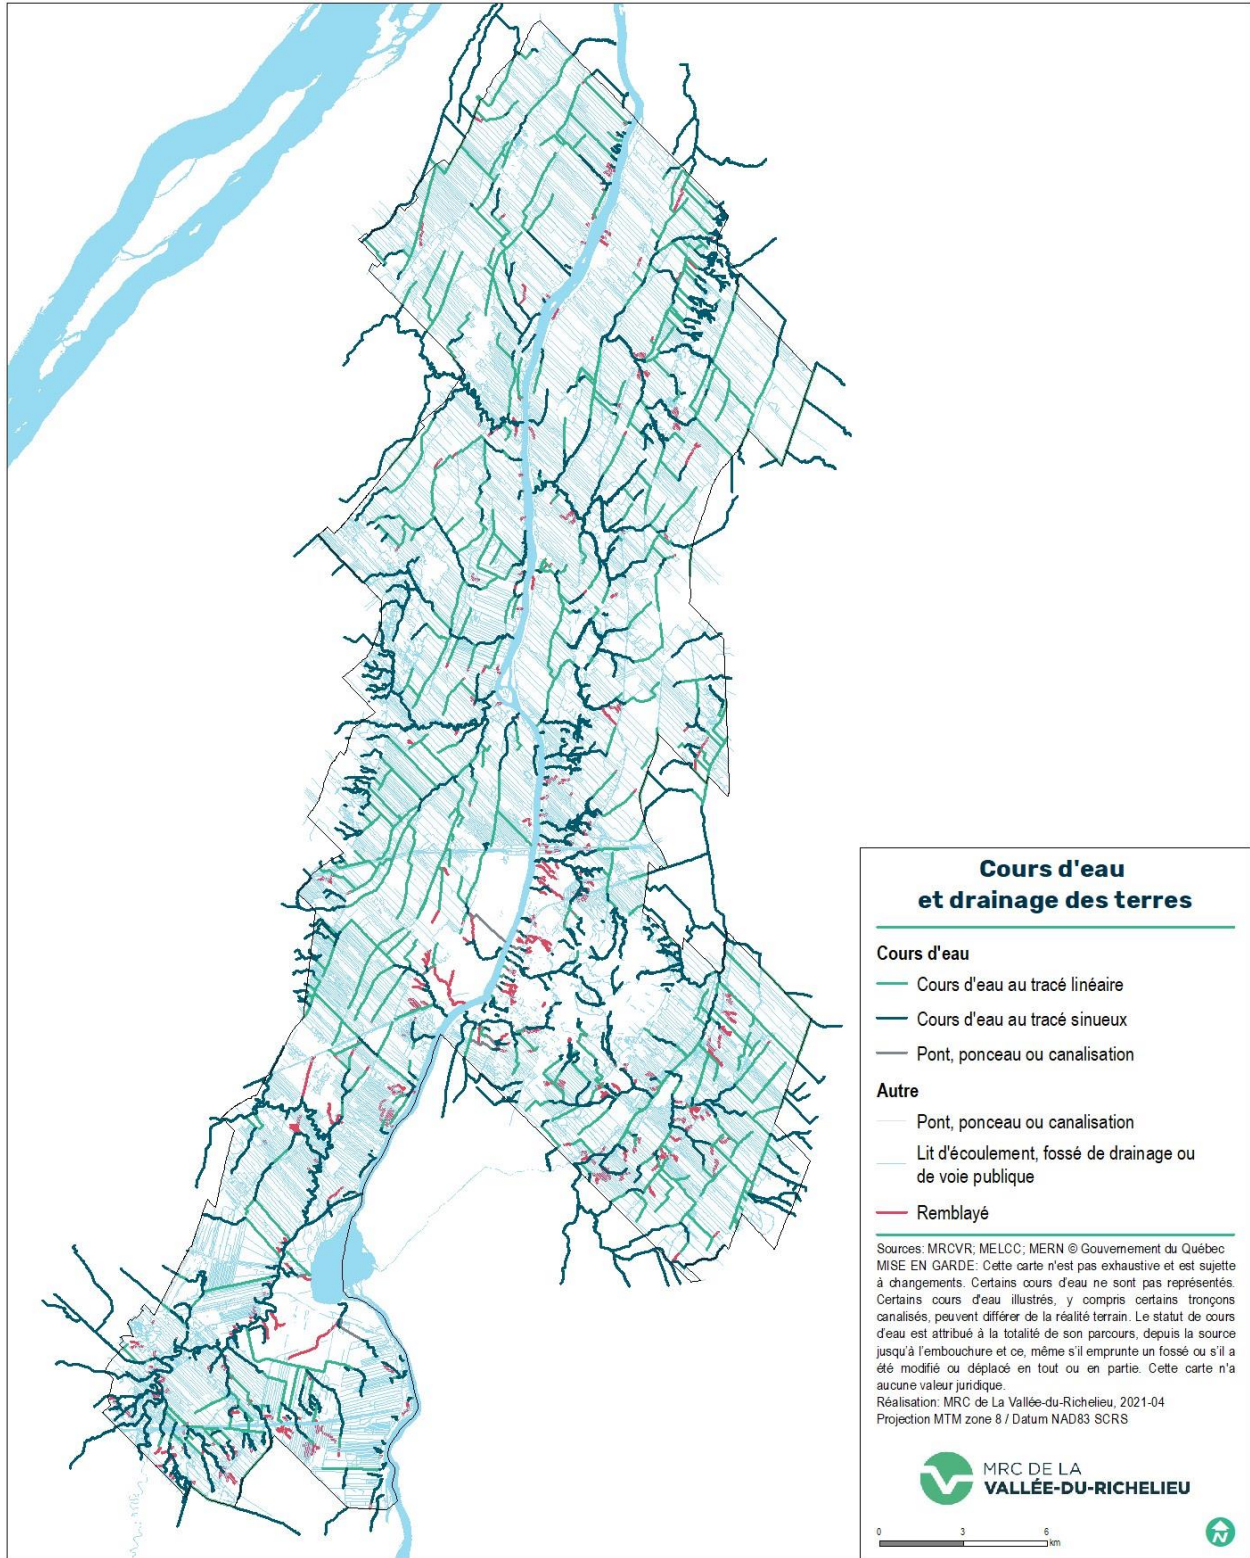 Cours d'eau
et drainage des terres
Cours d'eau
Cours d'eau au tracé linéaire
Cours d'eau au tracé sinueux
Pont, ponceau ou canalisation
Autre
Pont, ponceau ou canalisation
Lit d'écoulement, fossé de drainage ou
de voie publique
Remblayé
Sources: MRCVR; MELCC; MERN © Gouvernement du Québec
MISE EN GARDE: Cette carte n'est pas exhaustive et est sujette
à changements. Certains cours d'eau ne sont pas représentés.
Certains cours d'eau illustrés, y compris certains tronçons
canalisés, peuvent différer de la réalité terrain. Le statut de cours
d'eau est attribué à la totalité de son parcours, depuis la source
jusqu'à l'embouchure et ce, même s'il emprunte un fossé ou s'il a
été modifié ou déplacé en tout ou en partie. Cette carte n'a
aucune valeur juridique.
Réalisation: MRC de La Vallée-du-Richelieu, 2021-04
Projection MTM zone 8 / Datum NAD83 SCRS
MRC DE LA
VALLÉE-DU-RICHELIEU
0 3 6
km
N